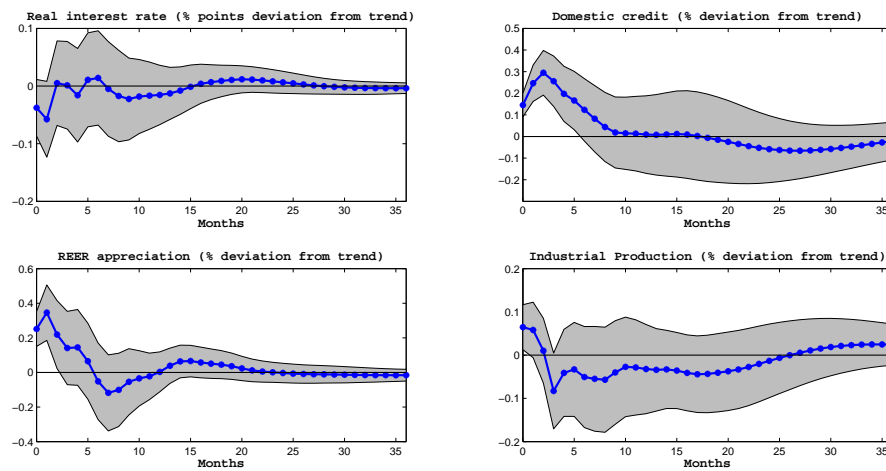 Real interest rate (% points deviation from trend)
0.1
0
−0.1
−0.2
0 5 10 15 20 25 30 35
Months
Domestic credit (% deviation from trend)
0.5
0.4
0.3
0.2
0.1
0
−0.1
−0.2
0 5 10 15 20 25 30 35
Months
REER appreciation (% deviation from trend)
0.6
0.4
0.2
0
−0.2
−0.4
0 5 10 15 20 25 30 35
Months
Industrial Production (% deviation from trend)
0.2
0.1
0
−0.1
−0.2
0 5 10 15 20 25 30 35
Months